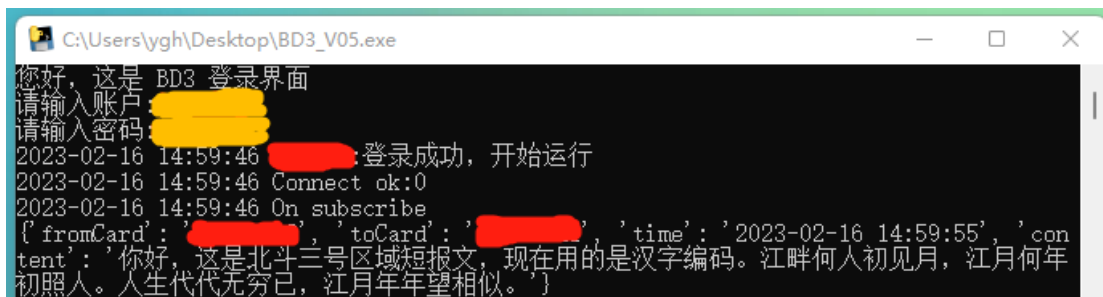 C:\Users\ygh\Desktop\BD3_V05.exe
您好，这是 BD3 登录界面
请输入账户:
请输入密码:
2023-02-16 14:59:46 :登录成功，开始运行
2023-02-16 14:59:46 Connect ok:0
2023-02-16 14:59:46 On subscribe
{'fromCard': '', 'toCard': '', 'time': '2023-02-16 14:59:55', 'con
tent': '你好，这是北斗三号区域短报文，现在用的是汉字编码。江畔何人初见月，江月何年
初照人。人生代代无穷已，江月年年望相似。'}